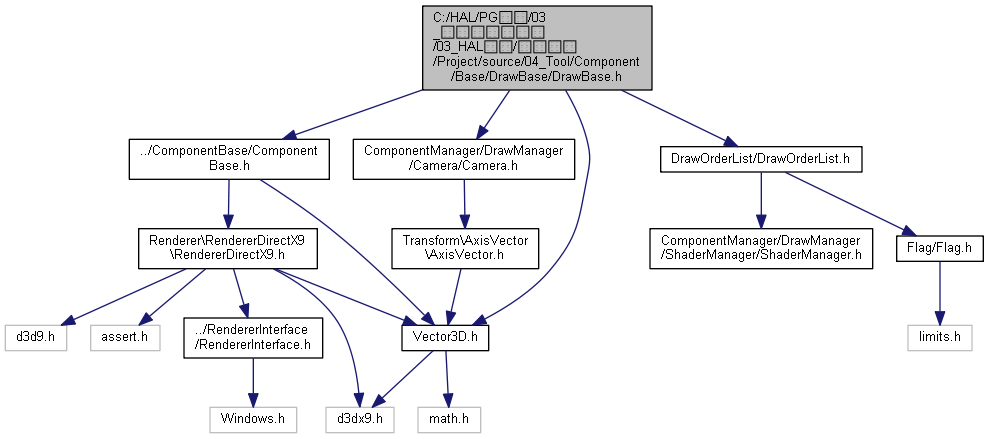 C:/HAL/PG/03
_
/03_HAL/
/Project/source/04_Tool/Component
/Base/DrawBase/DrawBase.h
../ComponentBase/Component
Base.h
ComponentManager/DrawManager
/Camera/Camera.h
DrawOrderList/DrawOrderList.h
Renderer\RendererDirectX9
\RendererDirectX9.h
Transform\AxisVector
\AxisVector.h
ComponentManager/DrawManager
/ShaderManager/ShaderManager.h
Flag/Flag.h
d3d9.h
assert.h
../RendererInterface
/RendererInterface.h
Vector3D.h
limits.h
Windows.h
d3dx9.h
math.h